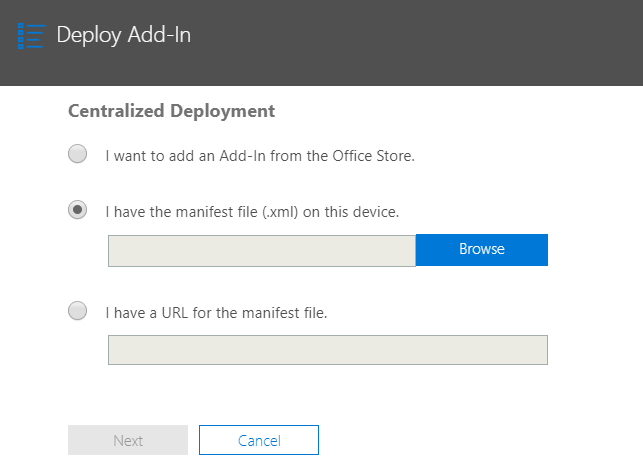 Deploy Add-In
Centralized Deployment
I want to add an Add-In from the Office Store.
I have the manifest file (.xml) on this device.
Browse
I have a URL for the manifest file.
Next
Cancel